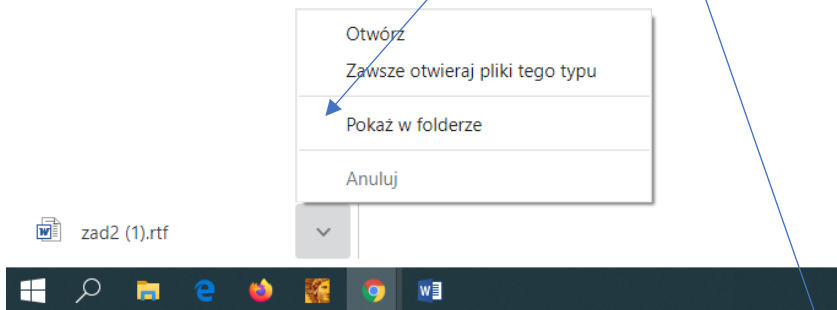 Otwórz
Zawsze otwieraj pliki tego typu
Pokaż w folderze
Anuluj
zad2 (1).rtf